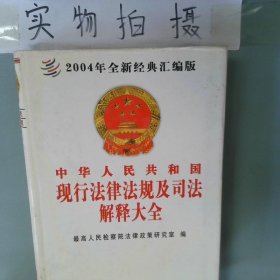 实物拍摄
2004年全新经典汇编版
中华人民共和国
现行法律法规及司法
解释大全
最高人民检察院法律政策研究室 编